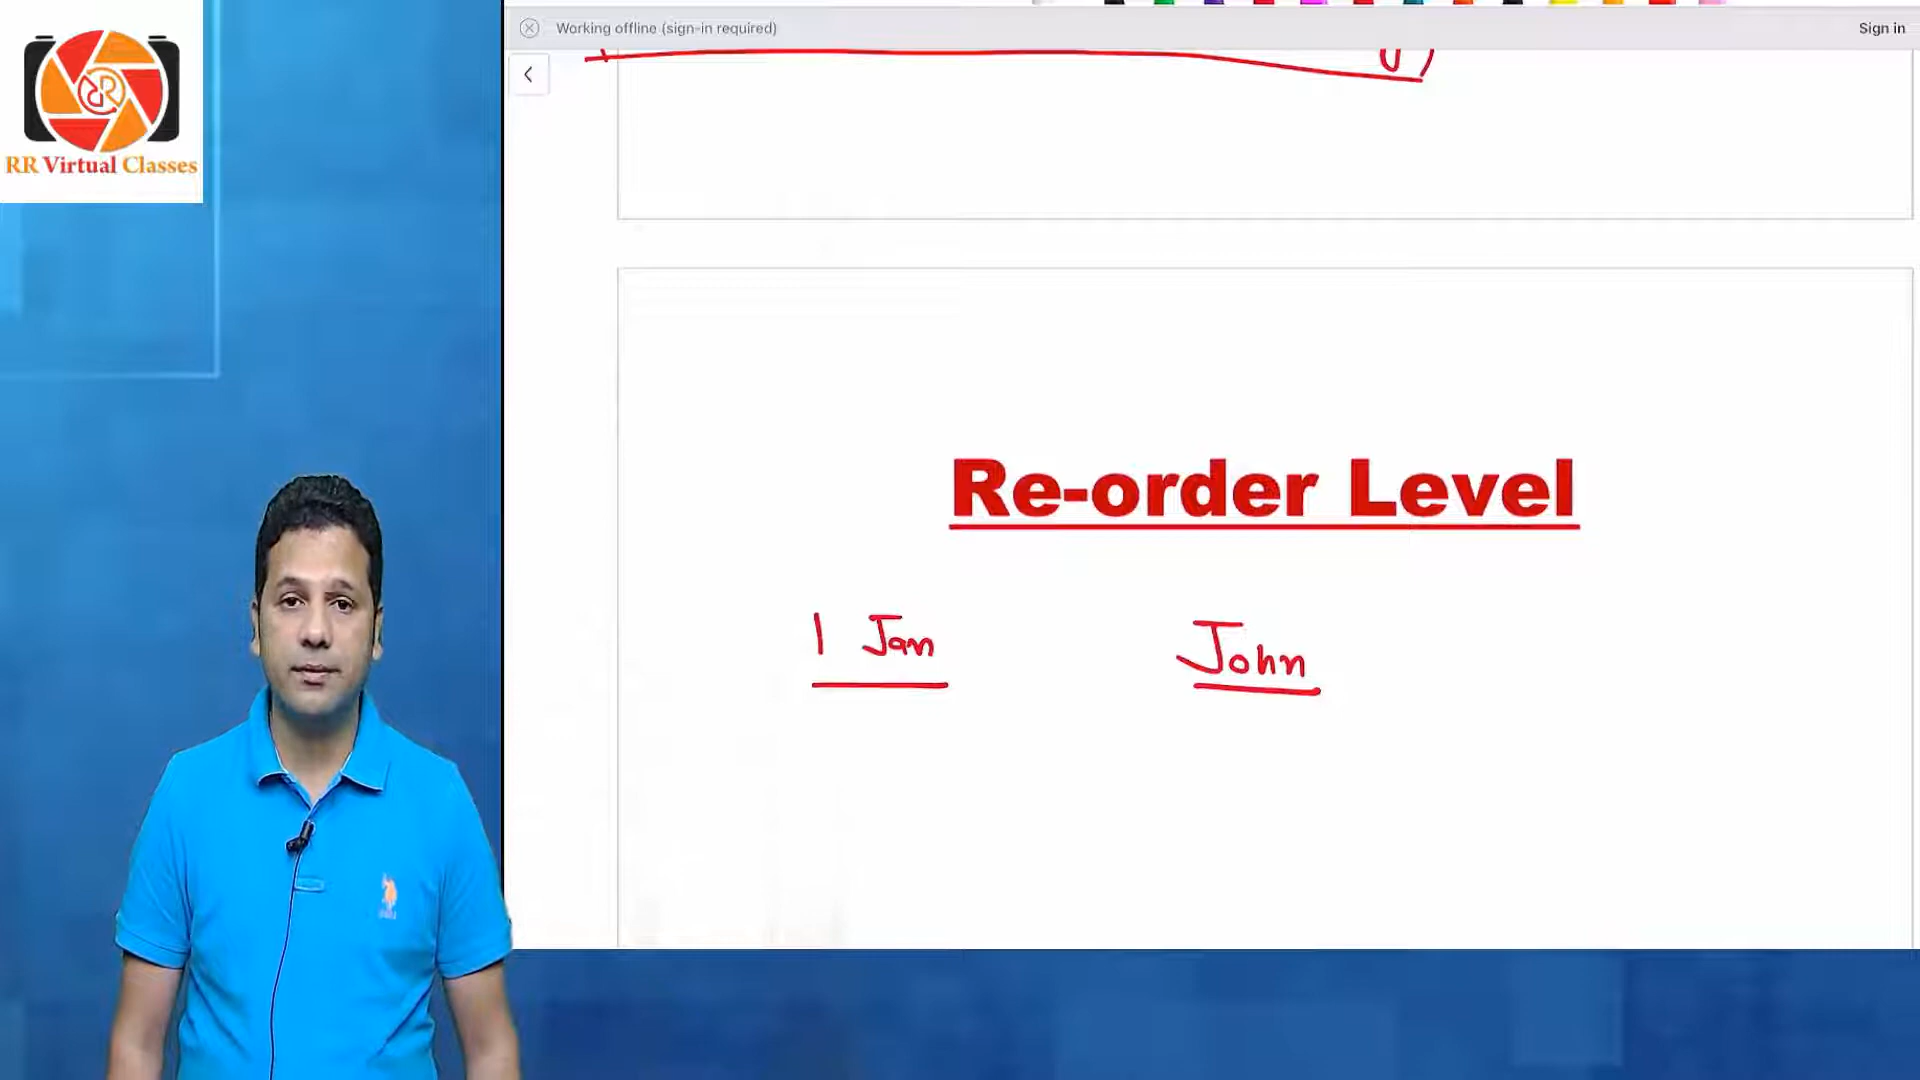 Working offline (sign-in required)
Sign in
RR Virtual Classes
Re-order Level
1 Jan
John